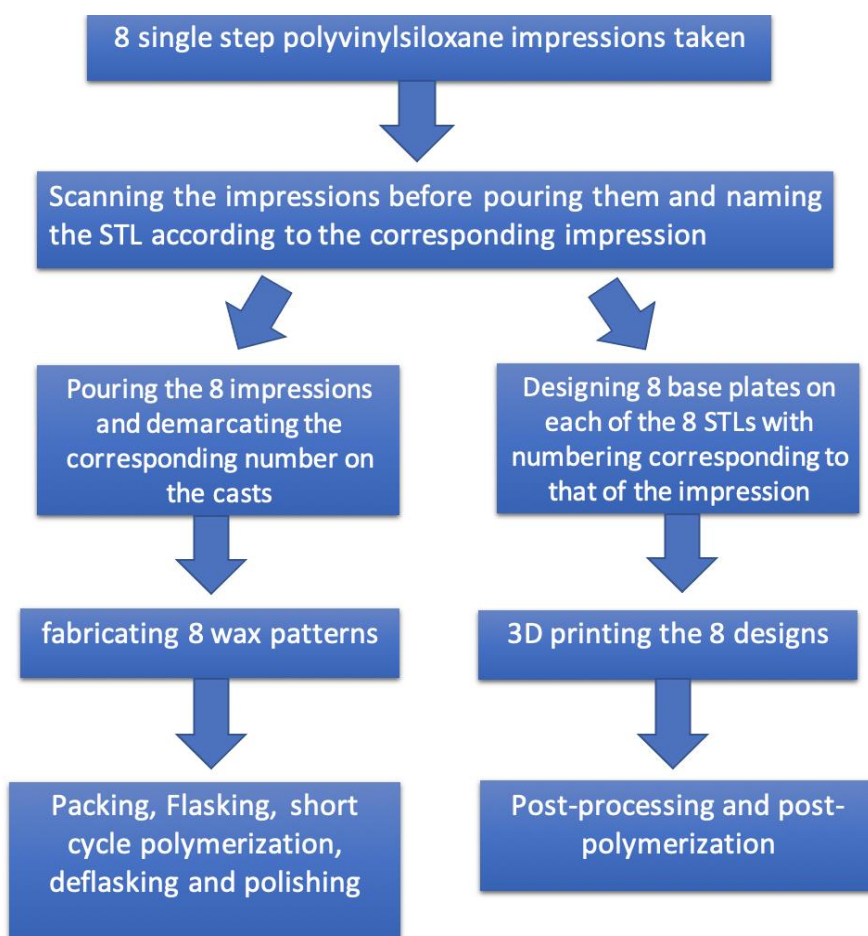 8 single step polyvinylsiloxane impressions taken
Scanning the impressions before pouring them and naming
the STL according to the corresponding impression
Pouring the 8 impressions
and demarcating the
corresponding number on
the casts
Designing 8 base plates on
each of the 8 STLs with
numbering corresponding to
that of the impression
fabricating 8 wax patterns
3D printing the 8 designs
Packing, Flasking, short
cycle polymerization,
deflasking and polishing
Post-processing and post-
polymerization